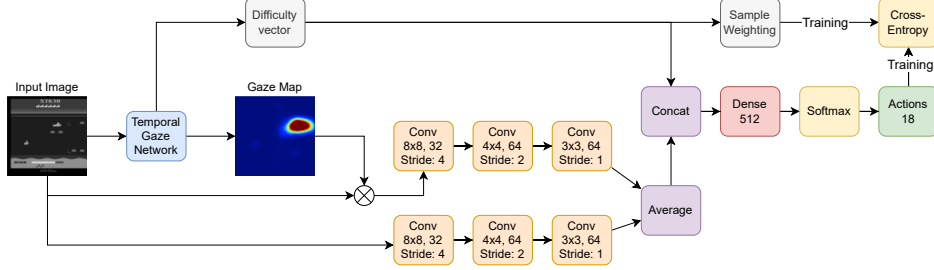 Difficulty
vector
Sample
Weighting
Training
Cross-
Entropy
Training
Input Image
57630
Temporal
Gaze
Network
Gaze Map
Conv
8x8, 32
Stride: 4
Conv
4x4, 64
Stride: 2
Conv
3x3, 64
Stride: 1
Concat
Dense
512
Softmax
Actions
18
Average
Conv
8x8, 32
Stride: 4
Conv
4x4, 64
Stride: 2
Conv
3x3, 64
Stride: 1